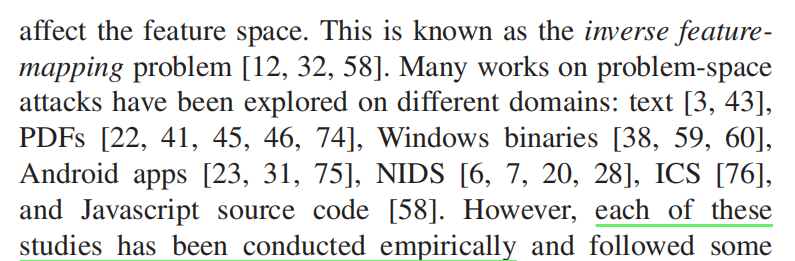 affect the feature space. This is known as the inverse feature-
mapping problem [12, 32, 58]. Many works on problem-space
attacks have been explored on different domains: text [3, 43],
PDFs [22, 41, 45, 46, 74], Windows binaries [38, 59, 60],
Android apps [23, 31, 75], NIDS [6, 7, 20, 28], ICS [76],
and Javascript source code [58]. However, each of these
studies has been conducted empirically and followed some